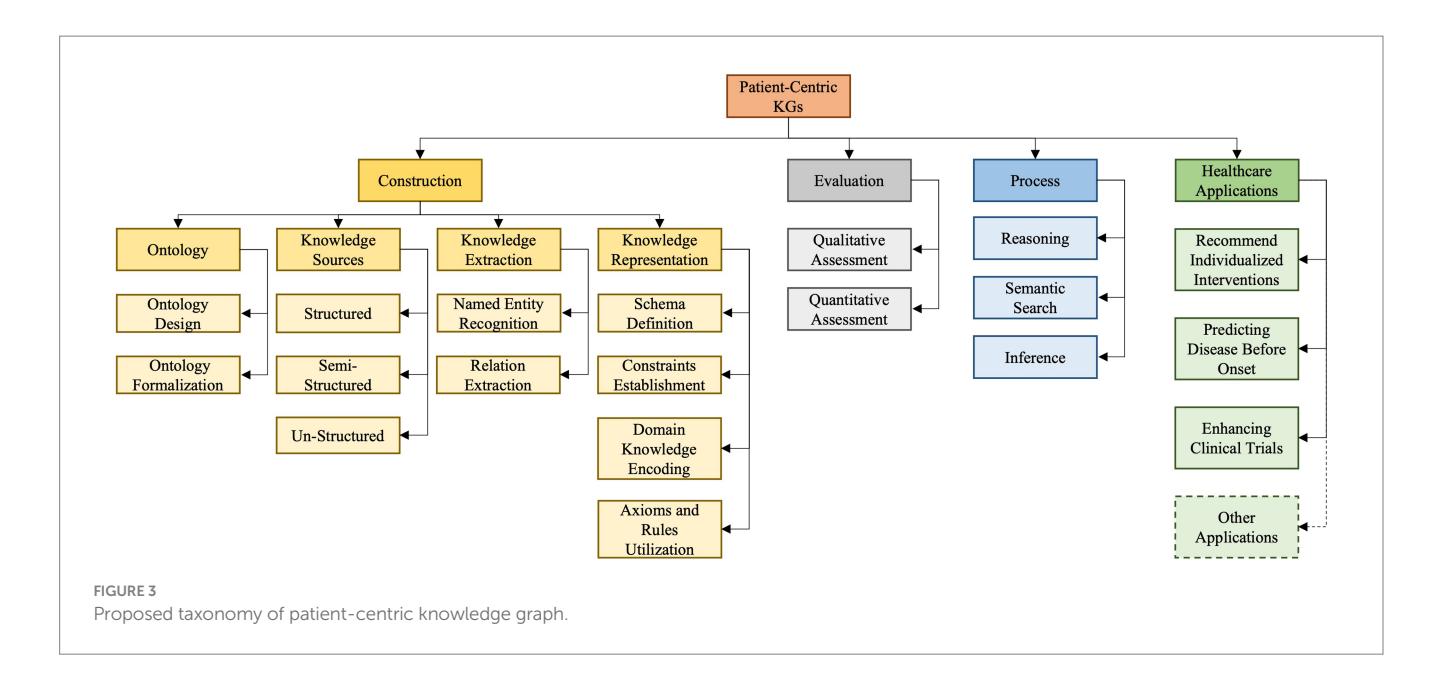 Patient-Centric
KGs
Construction
Evaluation
Process
Healthcare
Applications
Ontology
Ontology
Design
Ontology
Formalization
Knowledge
Sources
Structured
Semi-
Structured
Un-Structured
Knowledge
Extraction
Named Entity
Recognition
Relation
Extraction
Knowledge
Representation
Schema
Definition
Constraints
Establishment
Domain
Knowledge
Encoding
Axioms and
Rules
Utilization
Qualitative
Assessment
Quantitative
Assessment
Reasoning
Semantic
Search
Inference
Recommend
Individualized
Interventions
Predicting
Disease Before
Onset
Enhancing
Clinical Trials
Other
Applications
FIGURE 3
Proposed taxonomy of patient-centric knowledge graph.